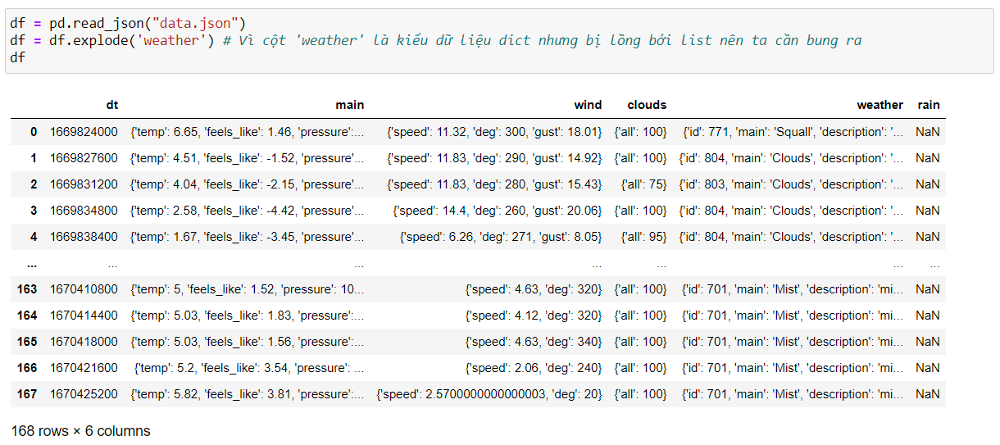 df = pd.read_json("data.json")
df = df.explode('weather') # Vì cột 'weather' là kiểu dữ liệu dict nhưng bị lồng bởi list nên ta cần bung ra
df
dt main wind clouds weather rain
0 1669824000 {'temp': 6.65, 'feels_like': 1.46, 'pressure':... {'speed': 11.32, 'deg': 300, 'gust': 18.01} {'all': 100} {'id': 771, 'main': 'Squall', 'description': '... NaN
1 1669827600 {'temp': 4.51, 'feels_like': -1.52, 'pressure'... {'speed': 11.83, 'deg': 290, 'gust': 14.92} {'all': 100} {'id': 804, 'main': 'Clouds', 'description': '... NaN
2 1669831200 {'temp': 4.04, 'feels_like': -2.15, 'pressure'... {'speed': 11.83, 'deg': 280, 'gust': 15.43} {'all': 75} {'id': 803, 'main': 'Clouds', 'description': '... NaN
3 1669834800 {'temp': 2.58, 'feels_like': -4.42, 'pressure'... {'speed': 14.4, 'deg': 260, 'gust': 20.06} {'all': 100} {'id': 804, 'main': 'Clouds', 'description': '... NaN
4 1669838400 {'temp': 1.67, 'feels_like': -3.45, 'pressure'... {'speed': 6.26, 'deg': 271, 'gust': 8.05} {'all': 95} {'id': 804, 'main': 'Clouds', 'description': '... NaN
... ... ... ... ... ... ...
163 1670410800 {'temp': 5, 'feels_like': 1.52, 'pressure': 10... {'speed': 4.63, 'deg': 320} {'all': 100} {'id': 701, 'main': 'Mist', 'description': 'mi... NaN
164 1670414400 {'temp': 5.03, 'feels_like': 1.83, 'pressure':... {'speed': 4.12, 'deg': 320} {'all': 100} {'id': 701, 'main': 'Mist', 'description': 'mi... NaN
165 1670418000 {'temp': 5.03, 'feels_like': 1.56, 'pressure':... {'speed': 4.63, 'deg': 340} {'all': 100} {'id': 701, 'main': 'Mist', 'description': 'mi... NaN
166 1670421600 {'temp': 5.2, 'feels_like': 3.54, 'pressure': ... {'speed': 2.06, 'deg': 240} {'all': 100} {'id': 701, 'main': 'Mist', 'description': 'mi... NaN
167 1670425200 {'temp': 5.82, 'feels_like': 3.81, 'pressure':... {'speed': 2.5700000000000003, 'deg': 20} {'all': 100} {'id': 701, 'main': 'Mist', 'description': 'mi... NaN
168 rows × 6 columns